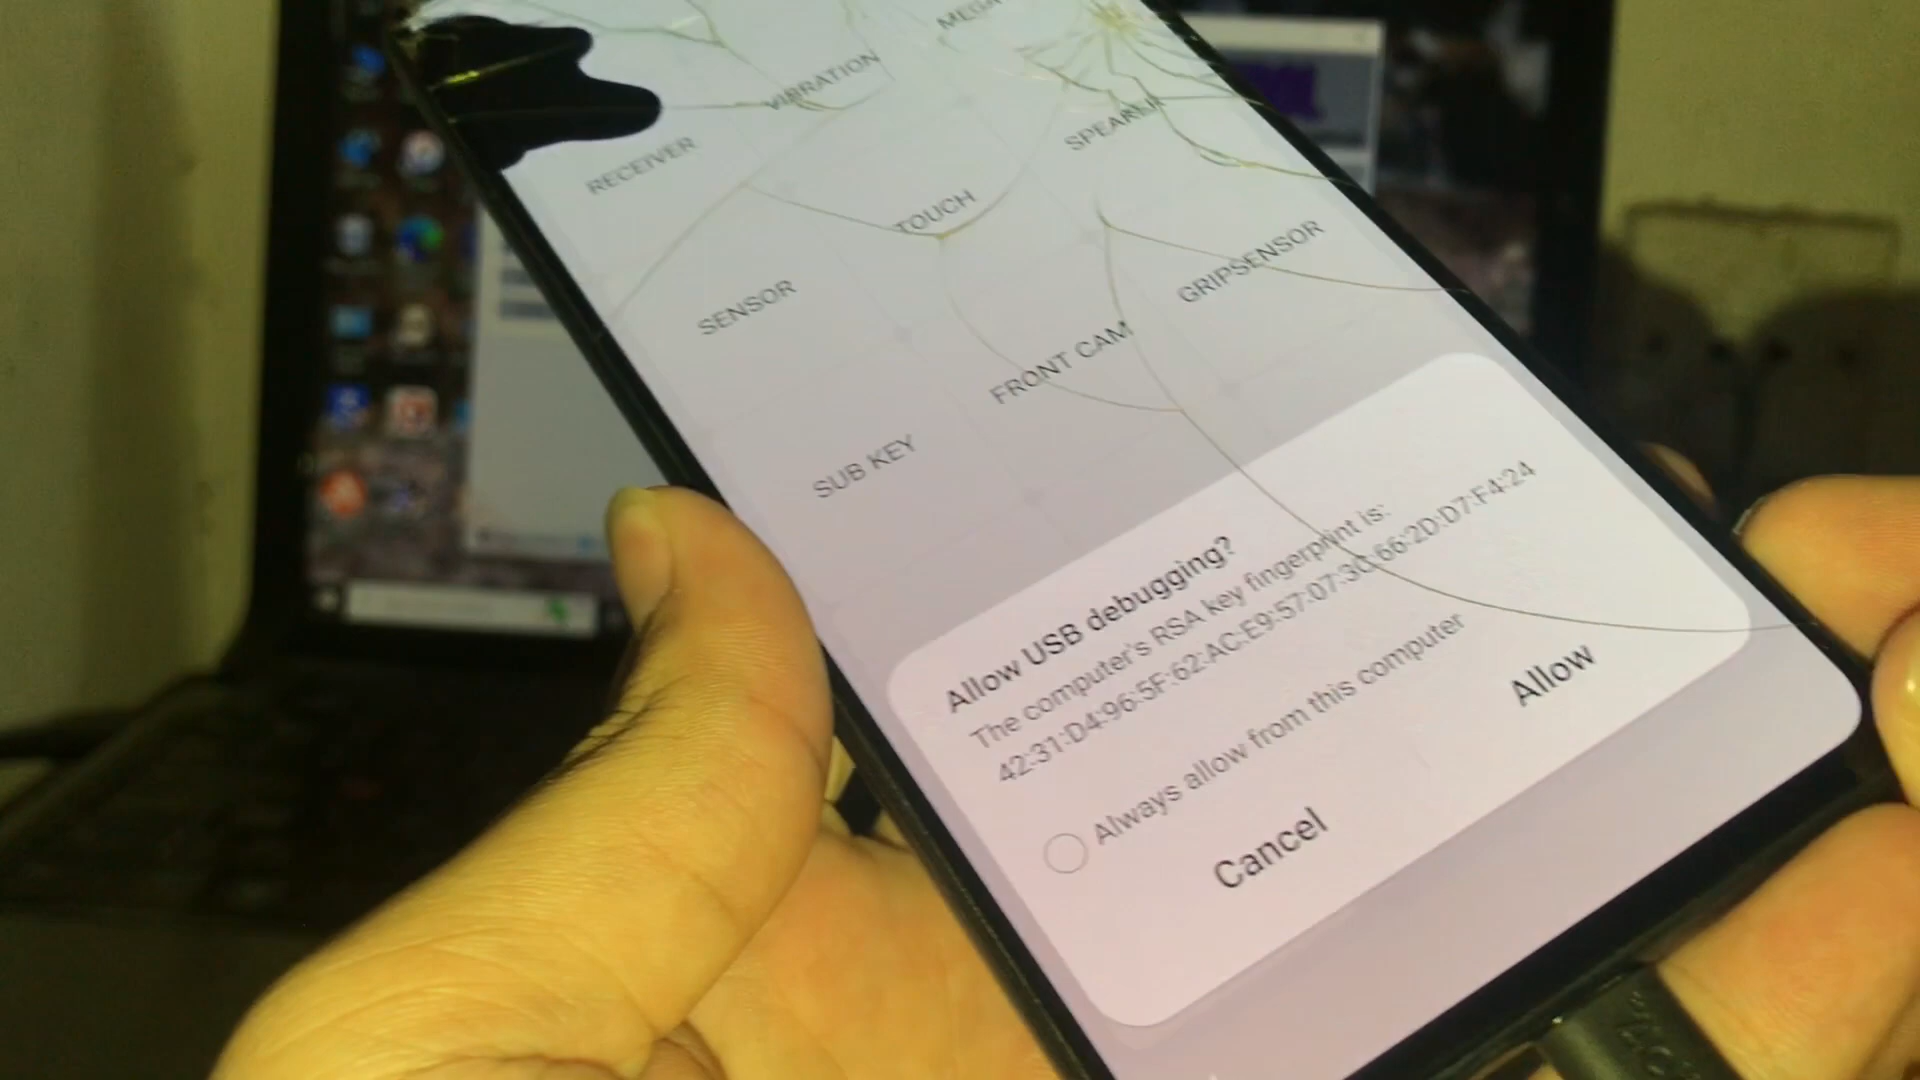 MEGA
VIBRATION
RECEIVER
SPEAKER
TOUCH
SENSOR
GRIPSENSOR
FRONT CAM
SUB KEY
Allow USB debugging?
The computer's RSA key fingerprint is:
42:31:D4:96:5F:62:AC:E9:57:07:3C:66:2D:D7:F4:24
Always allow from this computer
Cancel
Allow